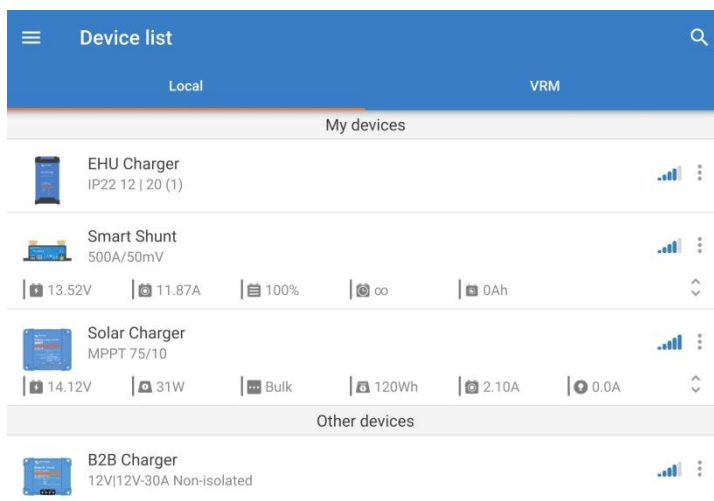 Device list
Local VRM
My devices
EHU Charger
IP22 12 | 20 (1)
Smart Shunt
500A/50mV
13.52V 11.87A 100% ∞ 0Ah
Solar Charger
MPPT 75/10
14.12V 31W Bulk 120Wh 2.10A 0.0A
Other devices
B2B Charger
12V|12V-30A Non-isolated